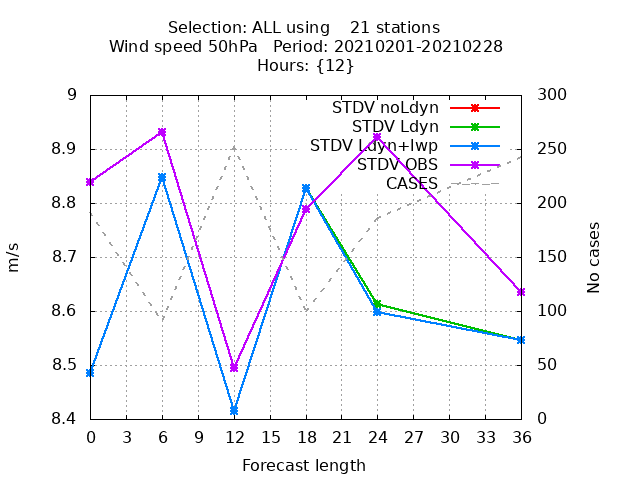 Selection: ALL using    21 stations
Wind speed 50hPa   Period: 20210201-20210228
Hours: {12}
9 300
STDV noLdyn
STDV Ldyn
8.9 STDV Ldyn+lwp 250
STDV OBS
CASES
8.8 200
8.7 150
8.6 100
8.5 50
8.4 0
m/s
No cases
0 3 6 9 12 15 18 21 24 27 30 33 36
Forecast length